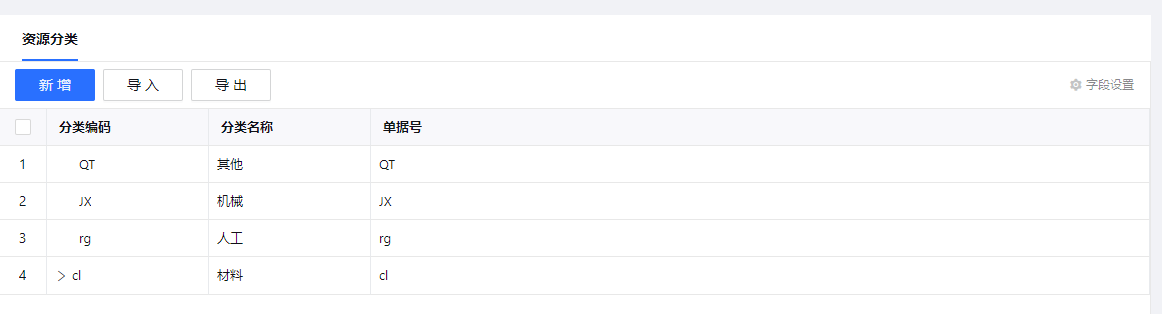 资源分类
新增 导入 导出 字段设置
分类编码 分类名称 单据号
1 QT 其他 QT
2 JX 机械 JX
3 rg 人工 rg
4 cl 材料 cl